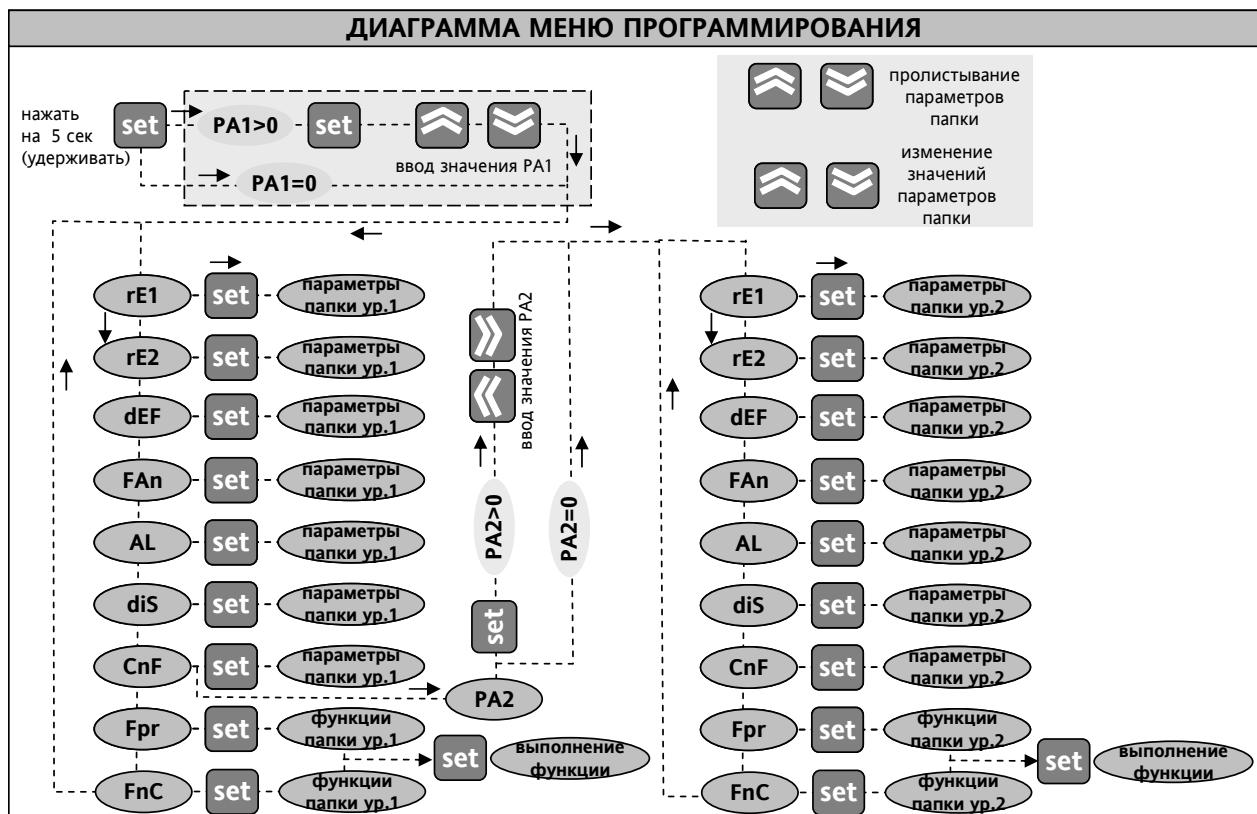 ДИАГРАММА МЕНЮ ПРОГРАММИРОВАНИЯ
нажать
на 5 сек
(удерживать)
set
PA1>0
set
ввод значения PA1
PA1=0
пролистывание
параметров
папки
изменение
значений
параметров
папки
rE1
set
параметры
папки ур.1
rE2
set
параметры
папки ур.1
dEF
set
параметры
папки ур.1
FAn
set
параметры
папки ур.1
AL
set
параметры
папки ур.1
diS
set
параметры
папки ур.1
CnF
set
параметры
папки ур.1
Fpr
set
функции
папки ур.1
FnC
set
функции
папки ур.1
set
выполнение
функции
ввод значения PA2
PA2>0
PA2=0
set
PA2
rE1
set
параметры
папки ур.2
rE2
set
параметры
папки ур.2
dEF
set
параметры
папки ур.2
FAn
set
параметры
папки ур.2
AL
set
параметры
папки ур.2
diS
set
параметры
папки ур.2
CnF
set
параметры
папки ур.2
Fpr
set
функции
папки ур.2
FnC
set
функции
папки ур.2
set
выполнение
функции